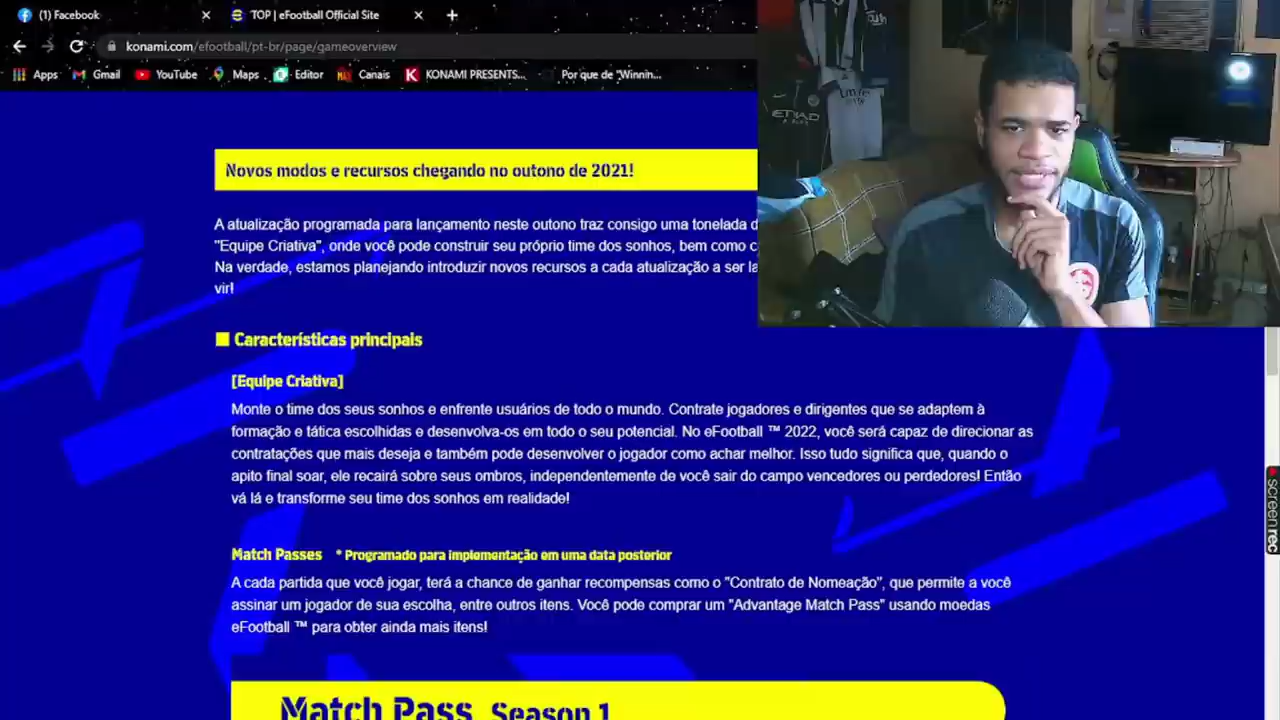 (1) Facebook
TOP | eFootball Official Site
konami.com/efootball/pt-br/page/gameoverview
Apps
Gmail
YouTube
Maps
Editor
Canais
KONAMI PRESENTS...
Por que de "Winnin...
Novos modos e recursos chegando no outono de 2021!
A atualização programada para lançamento neste outono traz consigo uma tonelada
"Equipe Criativa", onde você pode construir seu próprio time dos sonhos, bem como
Na verdade, estamos planejando introduzir novos recursos a cada atualização a ser
vir!
Características principais
[Equipe Criativa]
Monte o time dos seus sonhos e enfrente usuários de todo o mundo. Contrate jogadores e dirigentes que se adaptem à
formação e tática escolhidas e desenvolva-os em todo o seu potencial. No eFootball ™ 2022, você será capaz de direcionar as
contratações que mais deseja e também pode desenvolver o jogador como achar melhor. Isso tudo significa que, quando o
apito final soar, ele recairá sobre seus ombros, independentemente de você sair do campo vencedores ou perdedores! Então
vá lá e transforme seu time dos sonhos em realidade!
Match Passes * Programado para implementação em uma data posterior
A cada partida que você jogar, terá a chance de ganhar recompensas como o "Contrato de Nomeação", que permite a você
assinar um jogador de sua escolha, entre outros itens. Você pode comprar um "Advantage Match Pass" usando moedas
eFootball ™ para obter ainda mais itens!
Match Pass Season 1
ETIHAD
screenrec